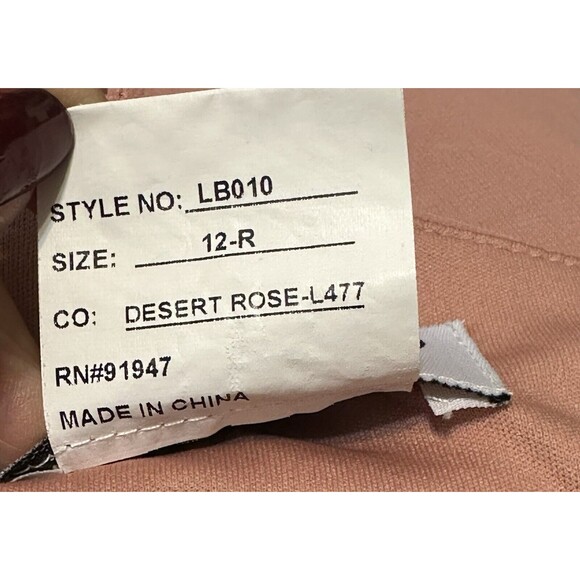 STYLE NO: LB010
SIZE: 12-R
CO: DESERT ROSE-L477
RN#91947
MADE IN CHINA